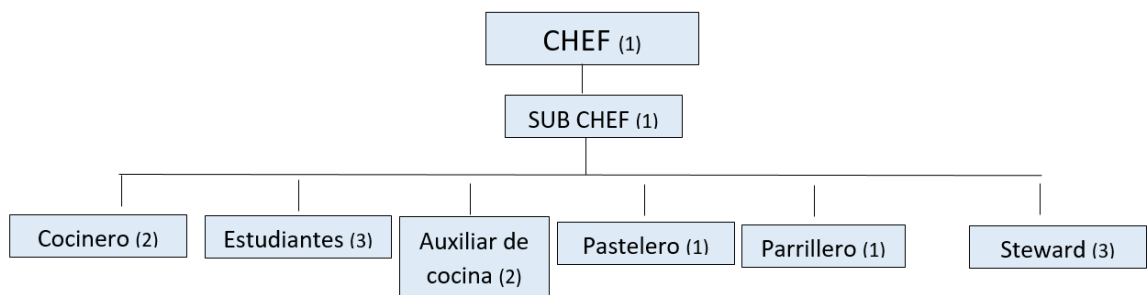 CHEF (1)
SUB CHEF (1)
Cocinero (2)
Estudiantes (3)
Auxiliar de
cocina (2)
Pastelero (1)
Parrillero (1)
Steward (3)